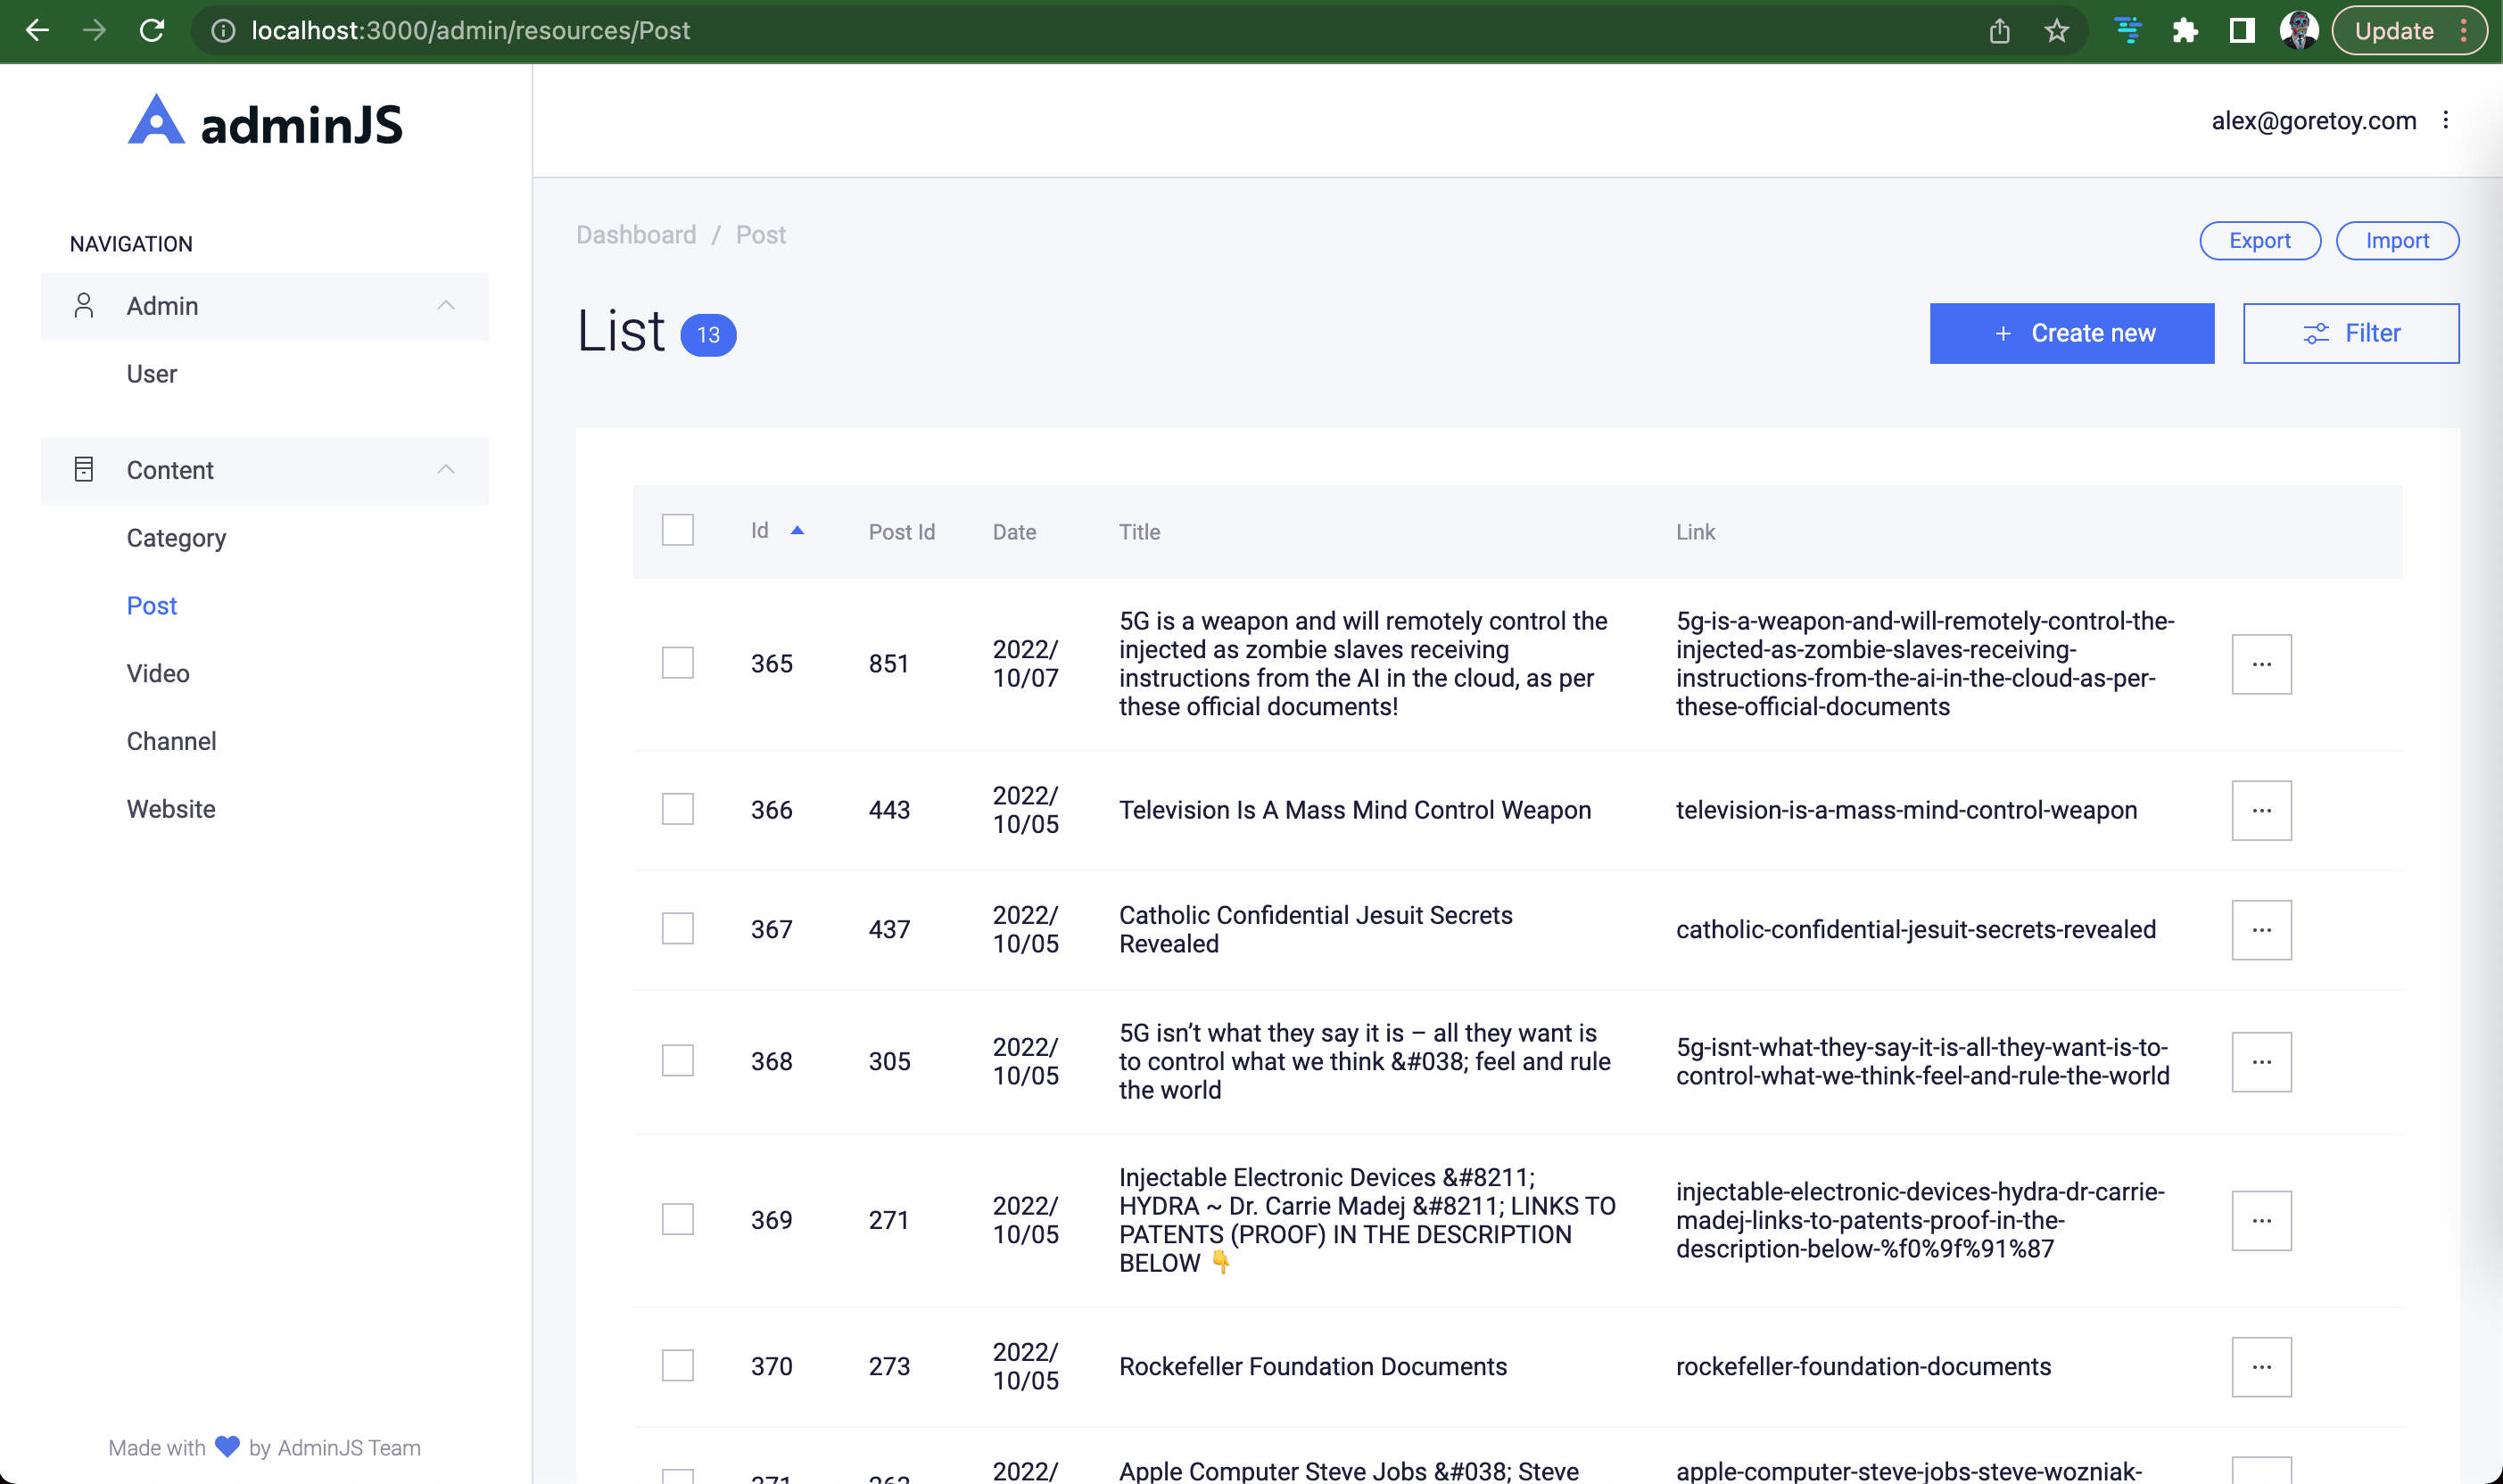 localhost:3000/admin/resources/Post
Update
adminJS
alex@goretoy.com
NAVIGATION
Admin
User
Content
Category
Post
Video
Channel
Website
Made with by AdminJS Team
Dashboard / Post
Export
Import
List 13
+ Create new
Filter
Id
Post Id
Date
Title
Link
365
851
2022/
10/07
5G is a weapon and will remotely control the
injected as zombie slaves receiving
instructions from the AI in the cloud, as per
these official documents!
5g-is-a-weapon-and-will-remotely-control-the-
injected-as-zombie-slaves-receiving-
instructions-from-the-ai-in-the-cloud-as-per-
these-official-documents
366
443
2022/
10/05
Television Is A Mass Mind Control Weapon
television-is-a-mass-mind-control-weapon
367
437
2022/
10/05
Catholic Confidential Jesuit Secrets
Revealed
catholic-confidential-jesuit-secrets-revealed
368
305
2022/
10/05
5G isn’t what they say it is – all they want is
to control what we think &#038; feel and rule
the world
5g-isnt-what-they-say-it-is-all-they-want-is-to-
control-what-we-think-feel-and-rule-the-world
369
271
2022/
10/05
Injectable Electronic Devices &#8211;
HYDRA ~ Dr. Carrie Madej &#8211; LINKS TO
PATENTS (PROOF) IN THE DESCRIPTION
BELOW 👇
injectable-electronic-devices-hydra-dr-carrie-
madej-links-to-patents-proof-in-the-
description-below-%f0%9f%91%87
370
273
2022/
10/05
Rockefeller Foundation Documents
rockefeller-foundation-documents
2022/
Apple Computer Steve Jobs &#038; Steve
apple-computer-steve-jobs-steve-wozniak-